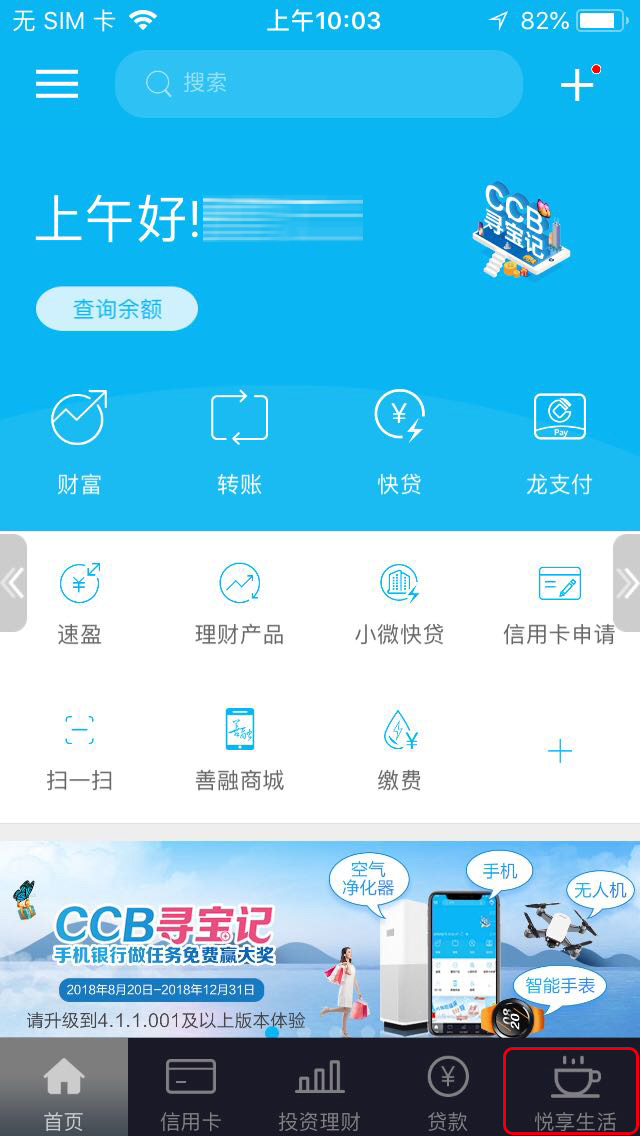 无 SIM 卡 上午10:03 82%
搜索
上午好!
CCB
寻宝记
查询余额
¥
Pay
财富 转账 快贷 龙支付
¥
速盈 理财产品 小微快贷 信用卡申请
善融商城
¥
扫一扫 善融商城 缴费
空气
净化器
手机
无人机
CCB寻宝记
手机银行做任务免费赢大奖
智能手表
2018年8月20日-2018年12月31日
08
20
请升级到4.1.1.001及以上版本体验
¥
首页 信用卡 投资理财 贷款 悦享生活